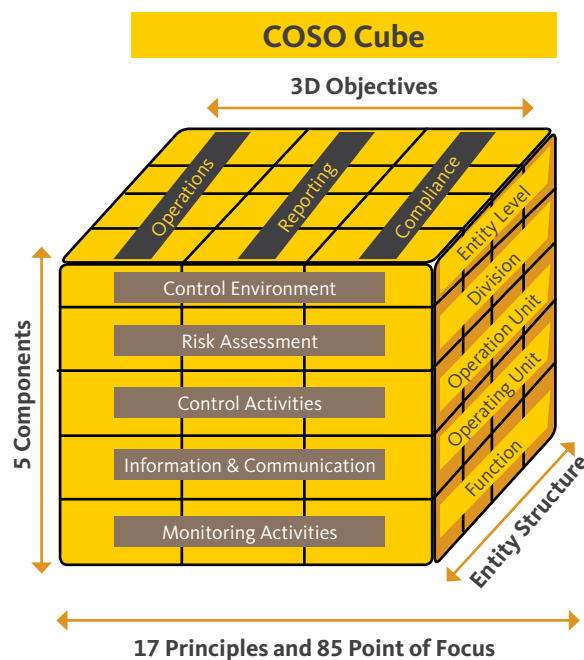 COSO Cube
3D Objectives
Operations
Reporting
Compliance
Entity Level
Division
Operation Unit
Operating Unit
Function
Control Environment
Risk Assessment
Control Activities
Information & Communication
Monitoring Activities
5 Components
Entity Structure
17 Principles and 85 Point of Focus